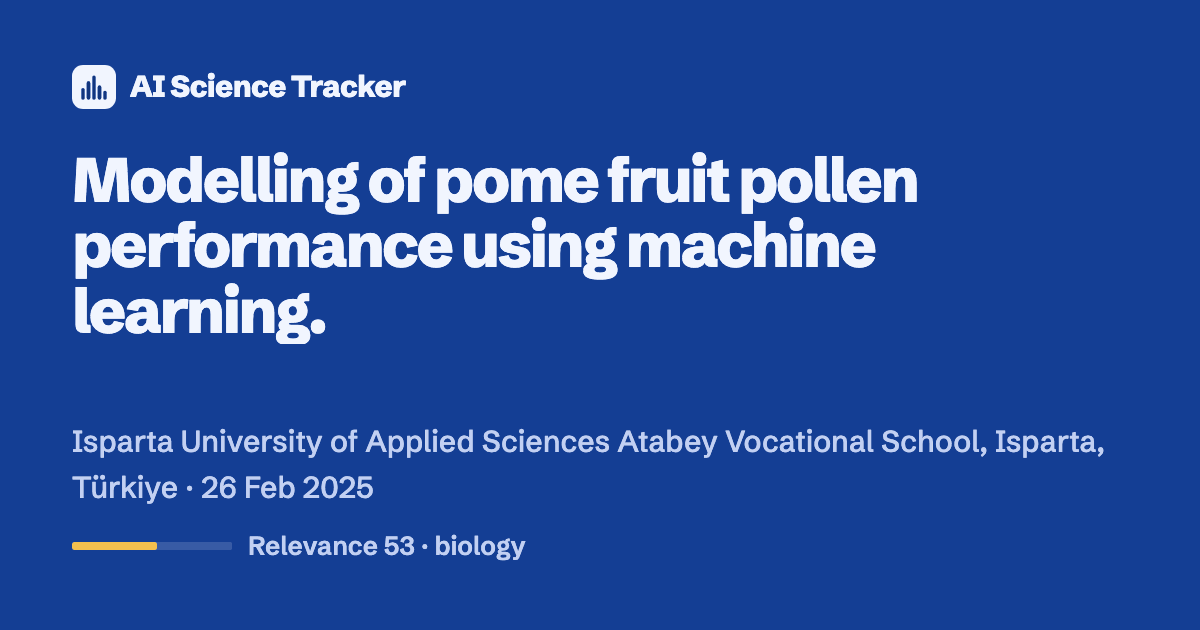 AI Science Tracker
Modelling of pome fruit pollen
performance using machine
learning.
Isparta University of Applied Sciences Atabey Vocational School, Isparta,
Türkiye · 26 Feb 2025
Relevance 53 · biology